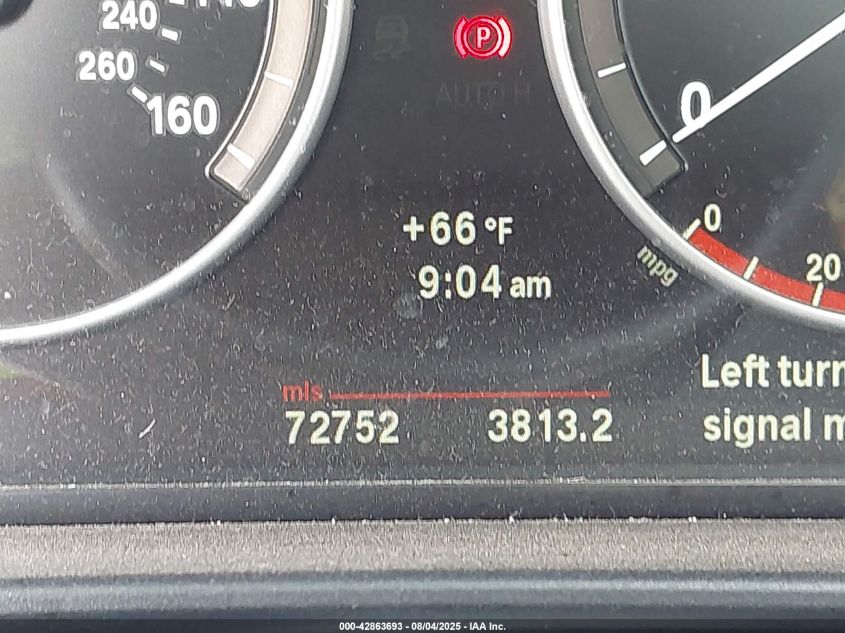 240
260
160
P
AUTO H
0
+66 °F
9:04 am
0
20
mpg
mls
72752 3813.2
Left turn
signal m
000-42863693 - 08/04/2025 - IAA Inc.